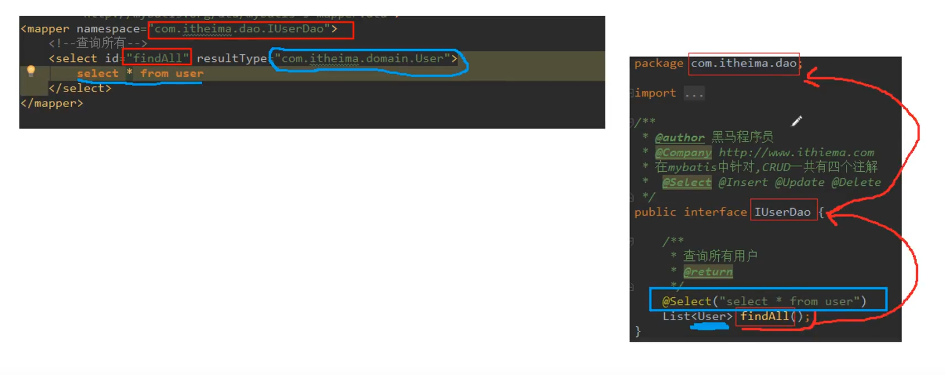 <mapper namespace="com.itheima.dao.IUserDao">
<!--查询所有-->
<select id="findAll" resultType="com.itheima.domain.User">
select * from user
</select>
</mapper>
package com.itheima.dao;
import ...
/**
* @author 黑马程序员
* @Company http://www.ithiema.com
* 在mybatis中针对,CRUD一共有四个注解
* @Select @Insert @Update @Delete
*/
public interface IUserDao {
/**
* 查询所有用户
* @return
*/
@Select("select * from user")
List<User> findAll();
}